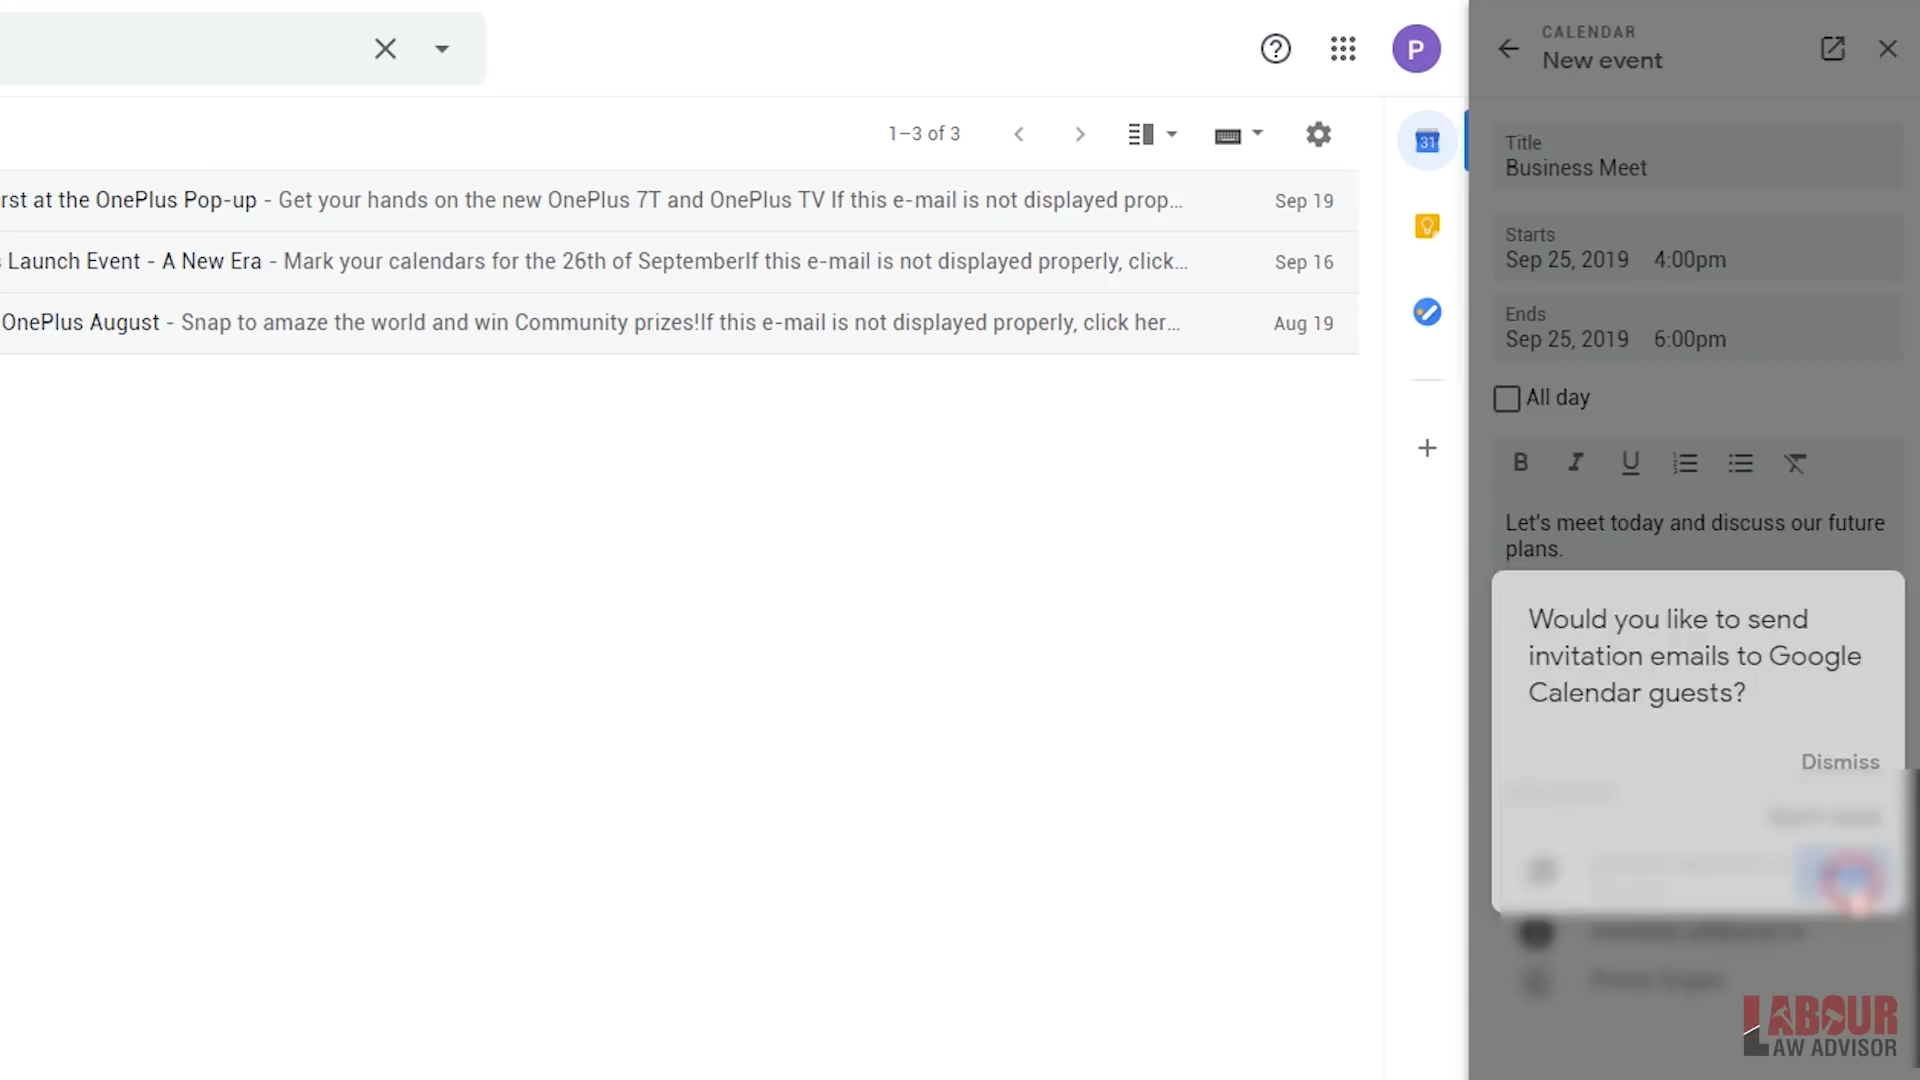 P
CALENDAR
New event
1–3 of 3
31
rst at the OnePlus Pop-up - Get your hands on the new OnePlus 7T and OnePlus TV If this e-mail is not displayed prop... Sep 19
Launch Event - A New Era - Mark your calendars for the 26th of SeptemberIf this e-mail is not displayed properly, click... Sep 16
OnePlus August - Snap to amaze the world and win Community prizes!If this e-mail is not displayed properly, click her... Aug 19
Title
Business Meet
Starts
Sep 25, 2019 4:00pm
Ends
Sep 25, 2019 6:00pm
All day
B I U
Let's meet today and discuss our future
plans.
Would you like to send
invitation emails to Google
Calendar guests?
Dismiss
LABOUR
LAW ADVISOR